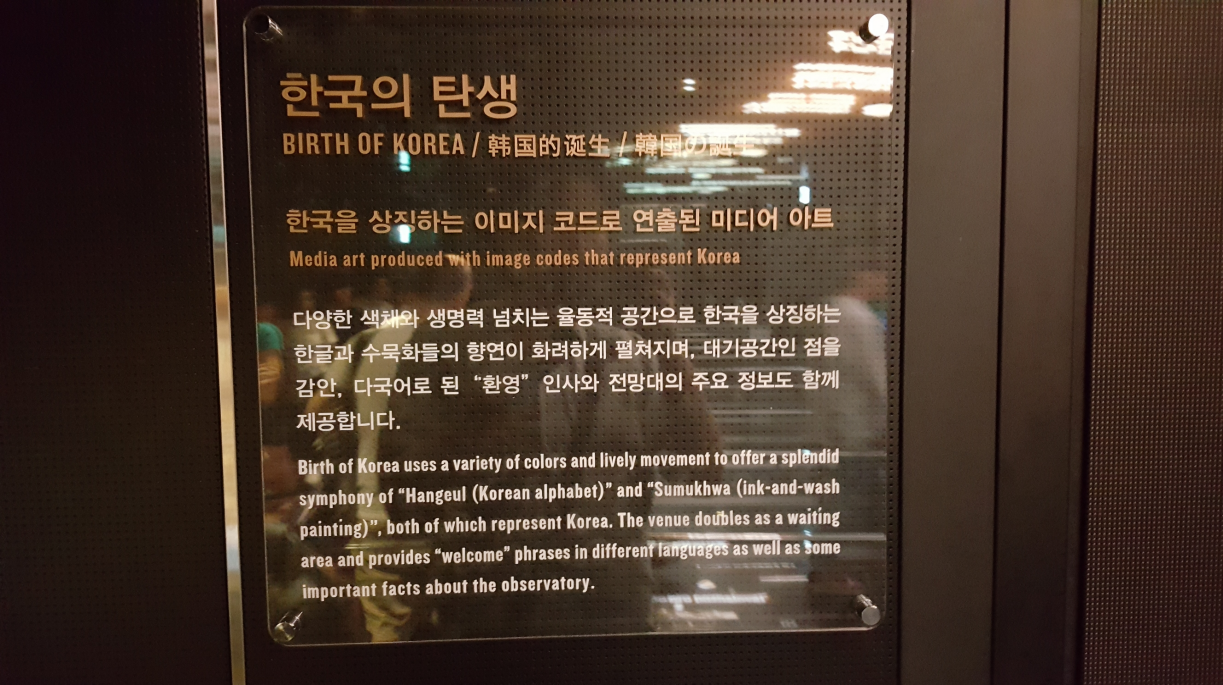 한국의 탄생
BIRTH OF KOREA / 韩国的诞生 / 韓国の誕生
한국을 상징하는 이미지 코드로 연출된 미디어 아트
Media art produced with image codes that represent Korea
다양한 색채와 생명력 넘치는 율동적 공간으로 한국을 상징하는
한글과 수묵화들의 향연이 화려하게 펼쳐지며, 대기공간인 점을
감안, 다국어로 된 “환영” 인사와 전망대의 주요 정보도 함께
제공합니다.
Birth of Korea uses a variety of colors and lively movement to offer a splendid
symphony of “Hangeul (Korean alphabet)” and “Sumukhwa (ink-and-wash
painting)”, both of which represent Korea. The venue doubles as a waiting
area and provides “welcome” phrases in different languages as well as some
important facts about the observatory.